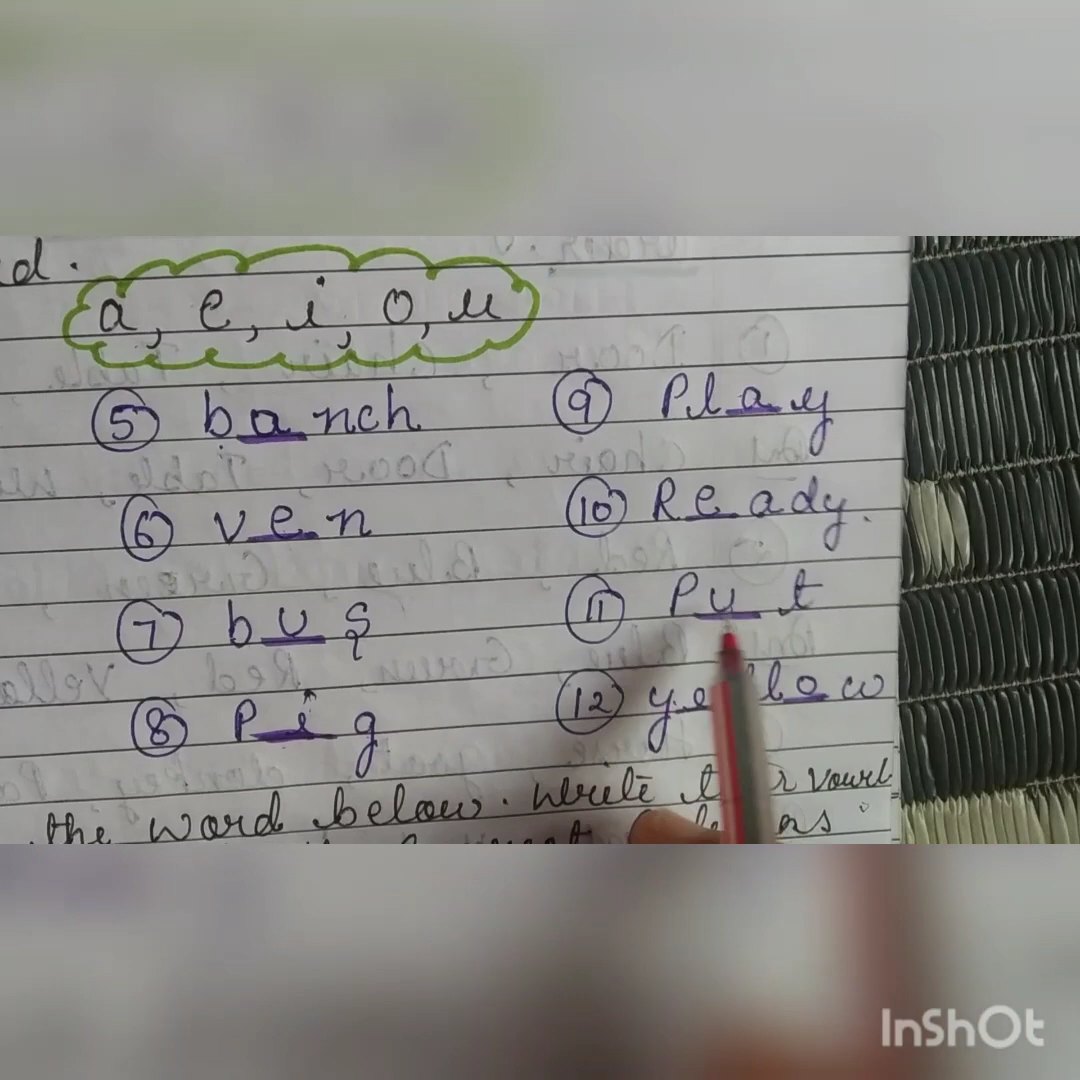 d.
a, e, i, o, u
5 banch
6 ven
7 bus
8 Pig
9 Play
10 Ready.
11 Put
12 yellow
the word below. Write vowel
InShOt